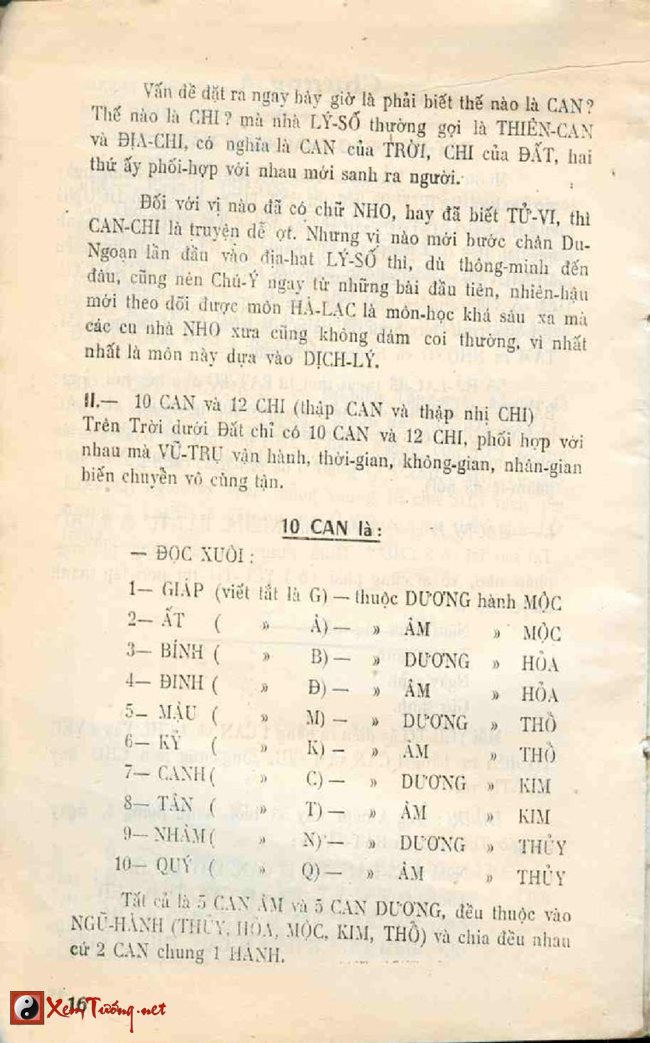 Vấn đề đặt ra ngay bây giờ là phải biết thế nào là CAN?
Thế nào là CHI? mà nhà LÝ-SỐ thường gọi là THIÊN-CAN
và ĐỊA-CHI, có nghĩa là CAN của TRỜI, CHI của ĐẤT, hai
thứ ấy phối-hợp với nhau mới sanh ra người.
Đối với vị nào đã có chữ NHO, hay đã biết TỬ-VI, thì
CAN-CHI là truyện dễ ợt. Nhưng vị nào mới bước chân Du-
Ngoạn lần đầu vào địa-hạt LÝ-SỐ thì, dù thông-minh đến
đâu, cũng nên Chú-Ý ngay từ những bài đầu tiên, nhiên-hậu
mới theo dõi được môn HÀ-LẠC là môn-học khá sâu xa mà
các cụ nhà NHO xưa cũng không dám coi thường, vì nhất
nhất là môn này dựa vào DỊCH-LÝ.
II.— 10 CAN và 12 CHI (thập CAN và thập nhị CHI)
Trên Trời dưới Đất chỉ có 10 CAN và 12 CHI, phối hợp với
nhau mà VŨ-TRỤ vận hành, thời-gian, không-gian, nhân-gian
biến chuyển vô cùng tận.
10 CAN là:
— ĐỌC XUÔI:
1— GIÁP (viết tắt là G) — thuộc DƯƠNG hành MỘC
2— ẤT ( » Â) — » ÂM » MỘC
3— BÍNH ( » B) — » DƯƠNG » HỎA
4— ĐINH ( » Đ) — » ÂM » HỎA
5— MẬU ( » M) — » DƯƠNG » THỔ
6— KỶ ( » K) — » ÂM » THỔ
7— CANH ( » C) — » DƯƠNG » KIM
8— TÂN ( » T) — » ÂM » KIM
9— NHÂM ( » N) — » DƯƠNG » THỦY
10— QUÝ ( » Q) — » ÂM » THỦY
Tất cả là 5 CAN ÂM và 5 CAN DƯƠNG, đều thuộc vào
NGŨ-HÀNH (THỦY, HỎA, MỘC, KIM, THỔ) và chia đều nhau
cứ 2 CAN chung 1 HÀNH.
16
XemTướng.net